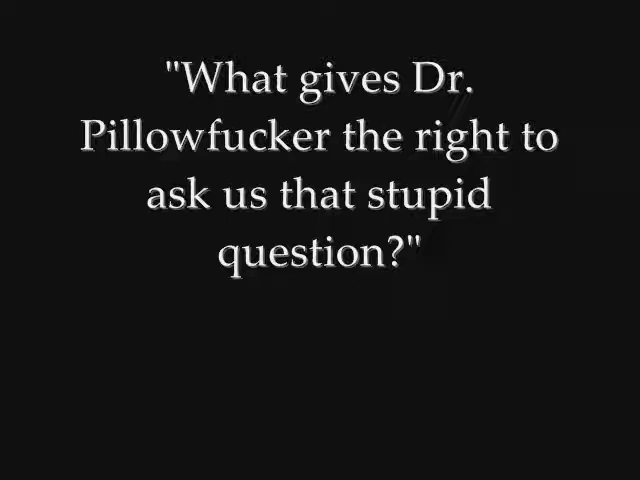 "What gives Dr.
Pillowfucker the right to
ask us that stupid
question?"